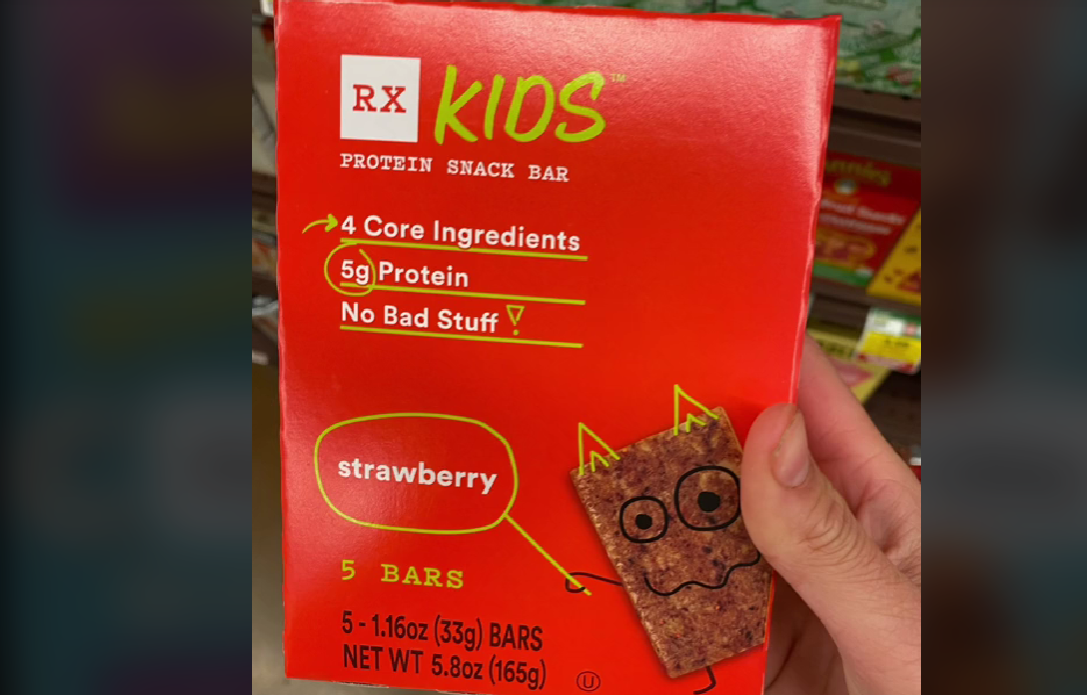 RX KIDS™
PROTEIN SNACK BAR
4 Core Ingredients
5g Protein
No Bad Stuff!
strawberry
5 BARS
5 - 1.16oz (33g) BARS
NET WT 5.8oz (165g)
U